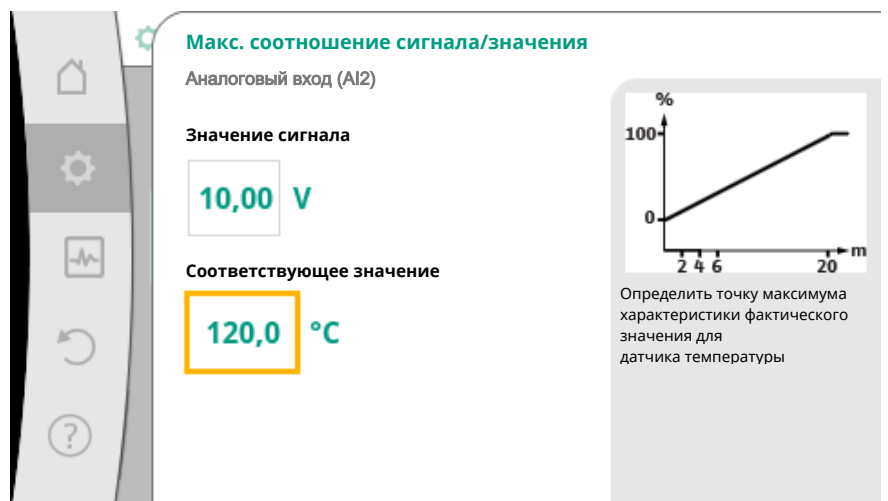 Макс. соотношение сигнала/значения
Аналоговый вход (AI2)
Значение сигнала
10,00 V
Соответствующее значение
120,0 °C
%
100
0
2 4 6 20 m
Определить точку максимума
характеристики фактического
значения для
датчика температуры
?